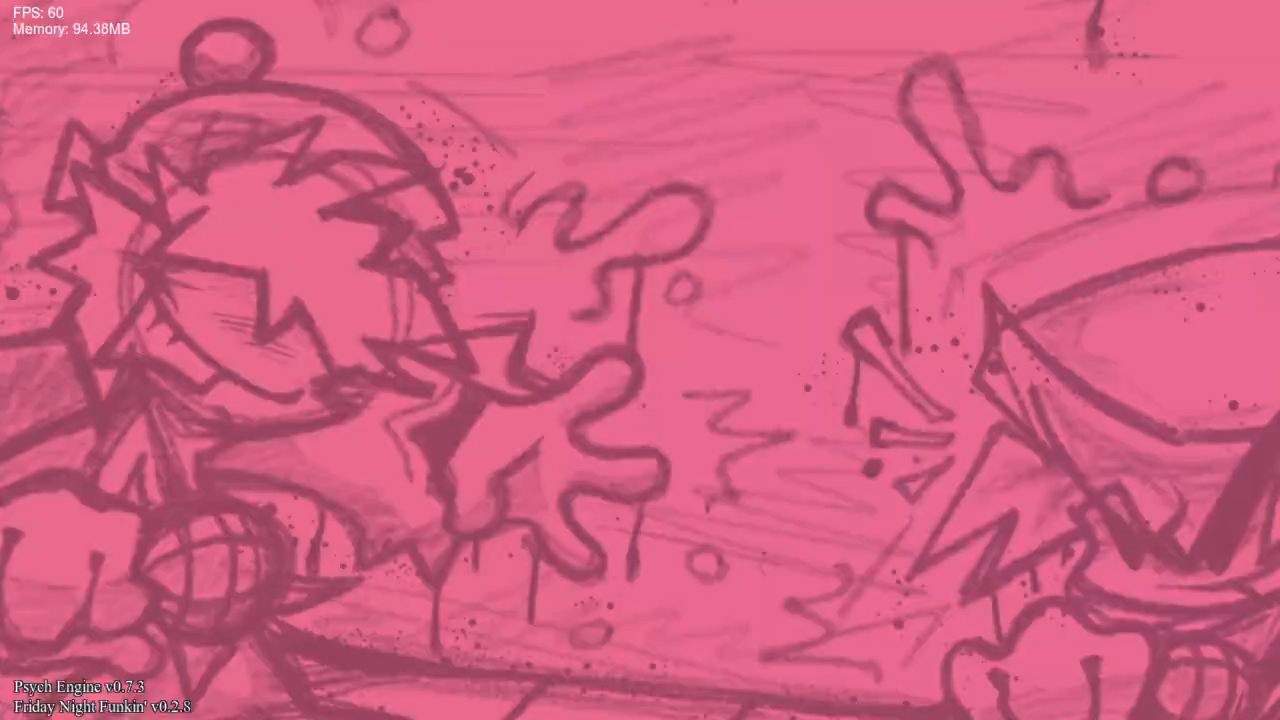 FPS: 60
Memory: 94.38MB
Psych Engine v0.7.3
Friday Night Funkin' v0.2.8